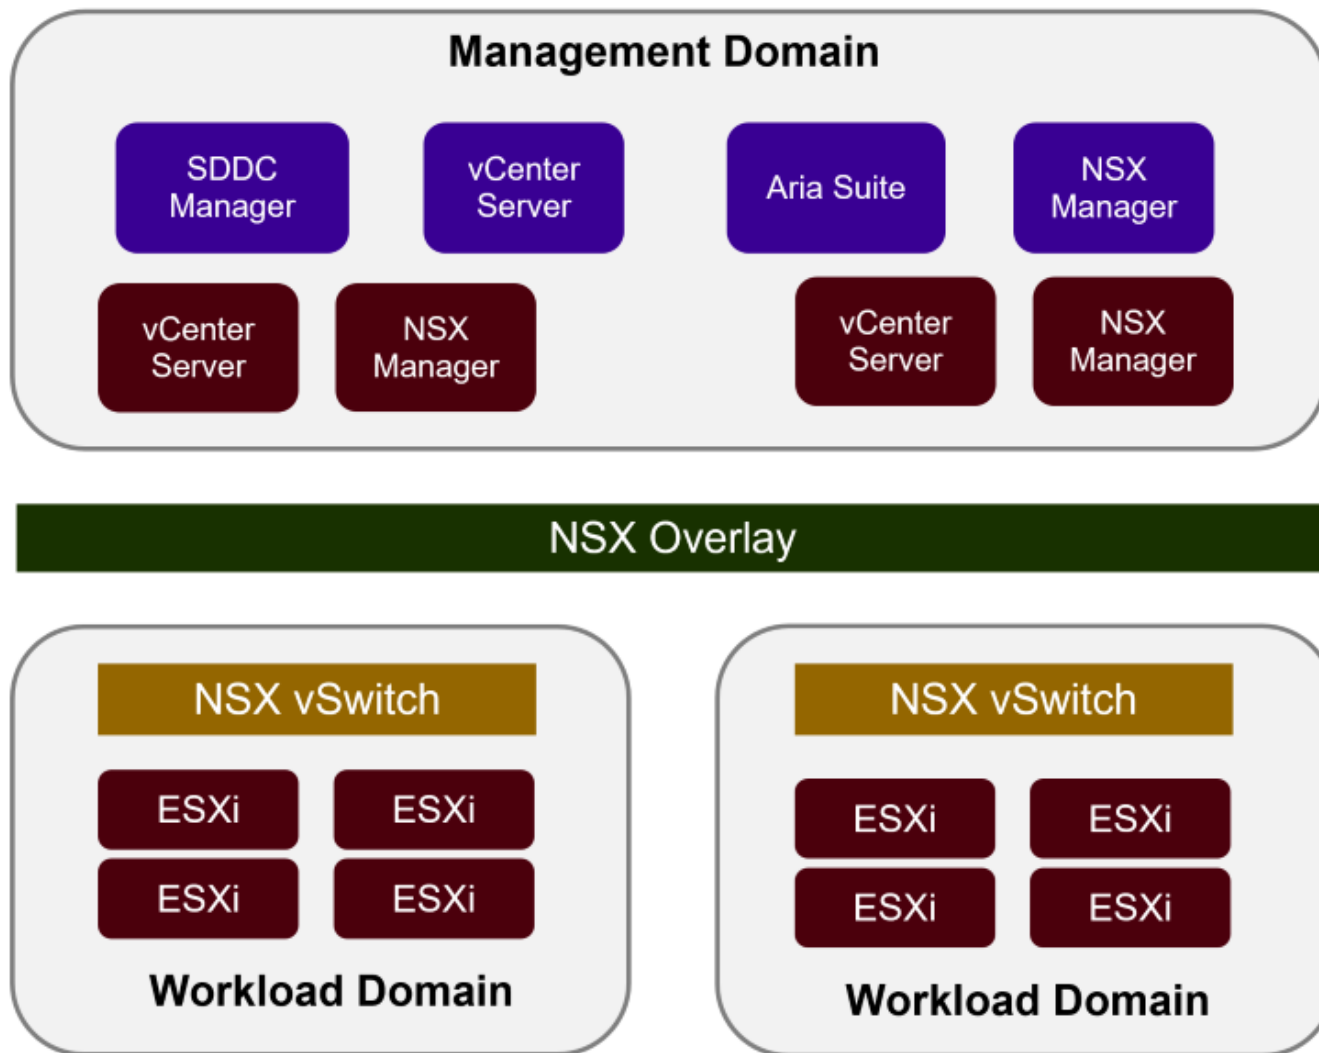 Management Domain
SDDC
Manager
vCenter
Server
Aria Suite
NSX
Manager
vCenter
Server
NSX
Manager
vCenter
Server
NSX
Manager
NSX Overlay
NSX vSwitch
ESXi
ESXi
ESXi
ESXi
Workload Domain
NSX vSwitch
ESXi
ESXi
ESXi
ESXi
Workload Domain